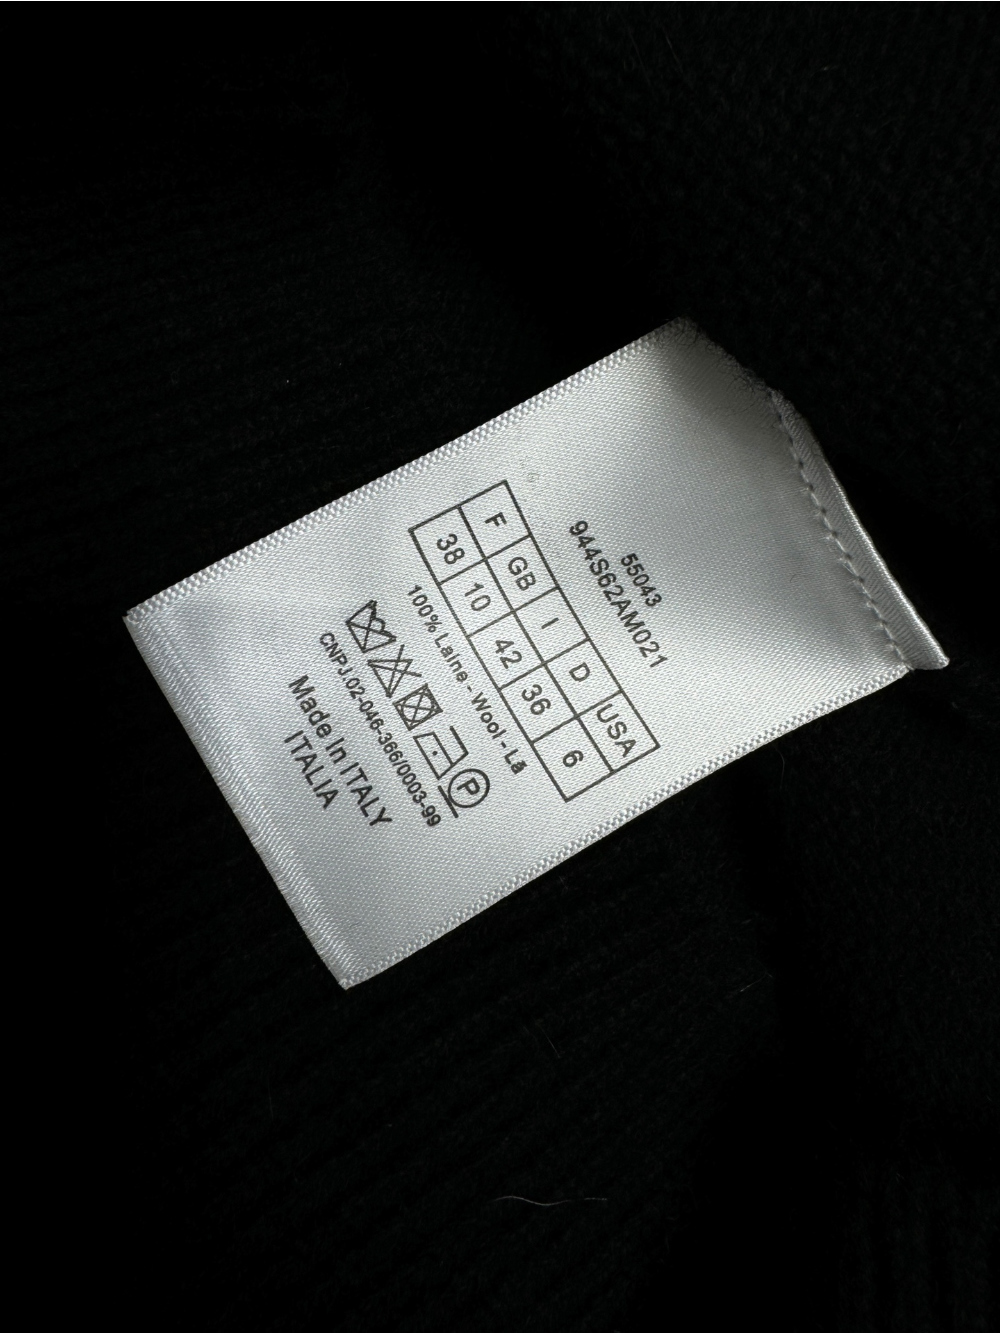 55043
944S62AM021
F GB I D USA
38 10 42 36 6
100% Laine - Wool - Lã
P
CNPJ.02-046-366/0003-99
Made In ITALY
ITALIA